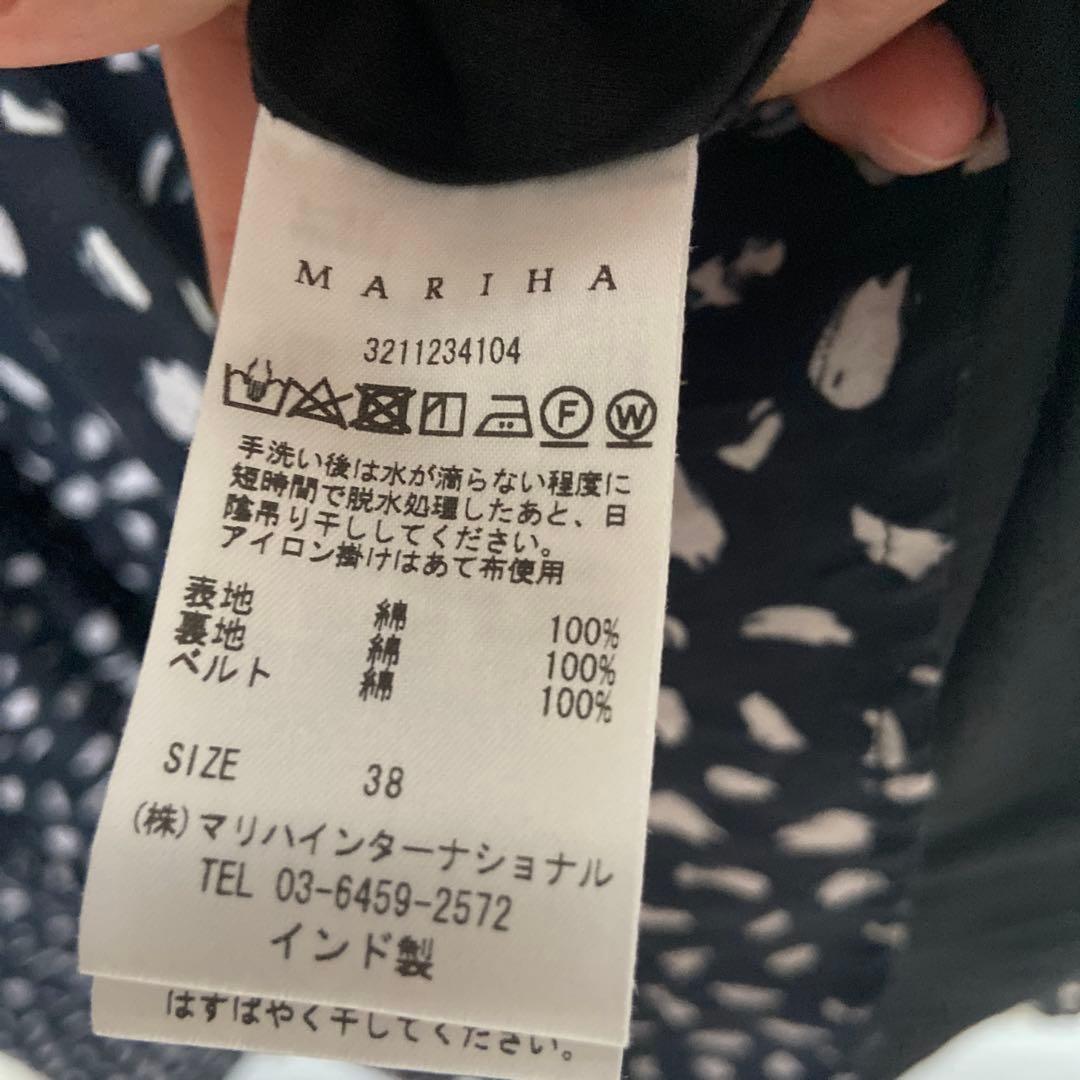 MARIHA
3211234104
F W
手洗い後は水が滴らない程度に
短時間で脱水処理したあと、日
陰吊り干ししてください。
アイロン掛けはあて布使用
表地 綿 100%
裏地 綿 100%
ベルト 綿 100%
SIZE 38
(株)マリハインターナショナル
TEL 03-6459-2572
インド製
はすばやく干してください。